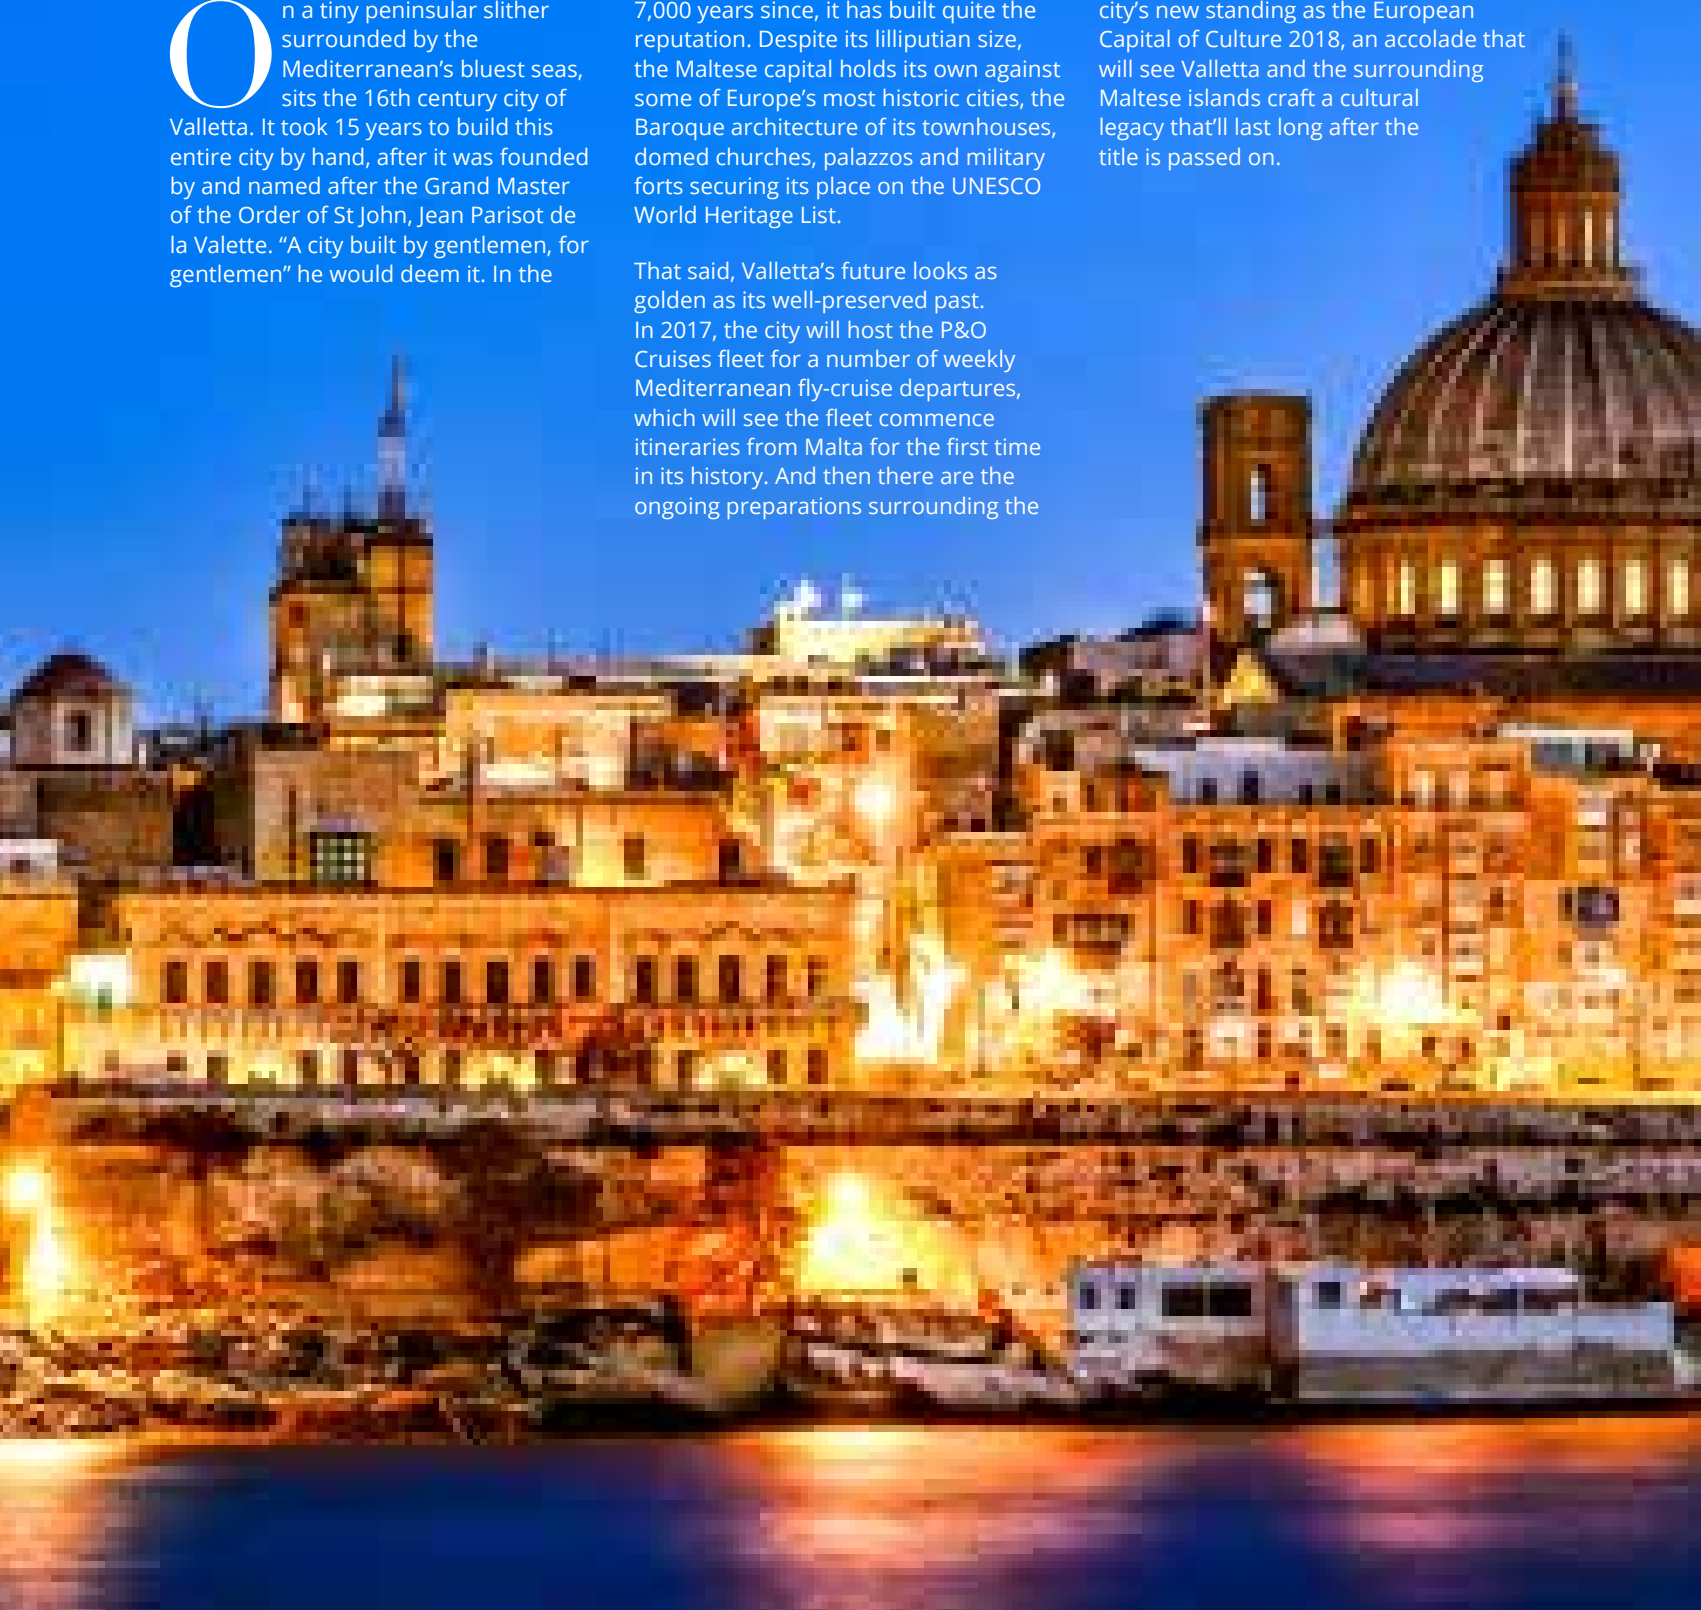 On a tiny peninsular slither
surrounded by the
Mediterranean’s bluest seas,
sits the 16th century city of
Valletta. It took 15 years to build this
entire city by hand, after it was founded
by and named after the Grand Master
of the Order of St John, Jean Parisot de
la Valette. “A city built by gentlemen, for
gentlemen” he would deem it. In the
7,000 years since, it has built quite the
reputation. Despite its lilliputian size,
the Maltese capital holds its own against
some of Europe’s most historic cities, the
Baroque architecture of its townhouses,
domed churches, palazzos and military
forts securing its place on the UNESCO
World Heritage List.
That said, Valletta’s future looks as
golden as its well-preserved past.
In 2017, the city will host the P&O
Cruises fleet for a number of weekly
Mediterranean fly-cruise departures,
which will see the fleet commence
itineraries from Malta for the first time
in its history. And then there are the
ongoing preparations surrounding the
city’s new standing as the European
Capital of Culture 2018, an accolade that
will see Valletta and the surrounding
Maltese islands craft a cultural
legacy that’ll last long after the
title is passed on.